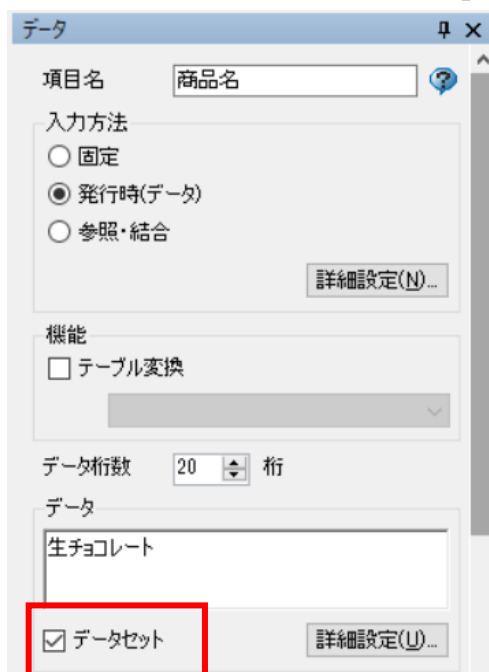 データ
項目名 商品名
入力方法
固定
発行時(データ)
参照・結合
詳細設定(N)...
機能
テーブル変換
データ桁数 20 桁
データ
生チョコレート
データセット 詳細設定(U)...